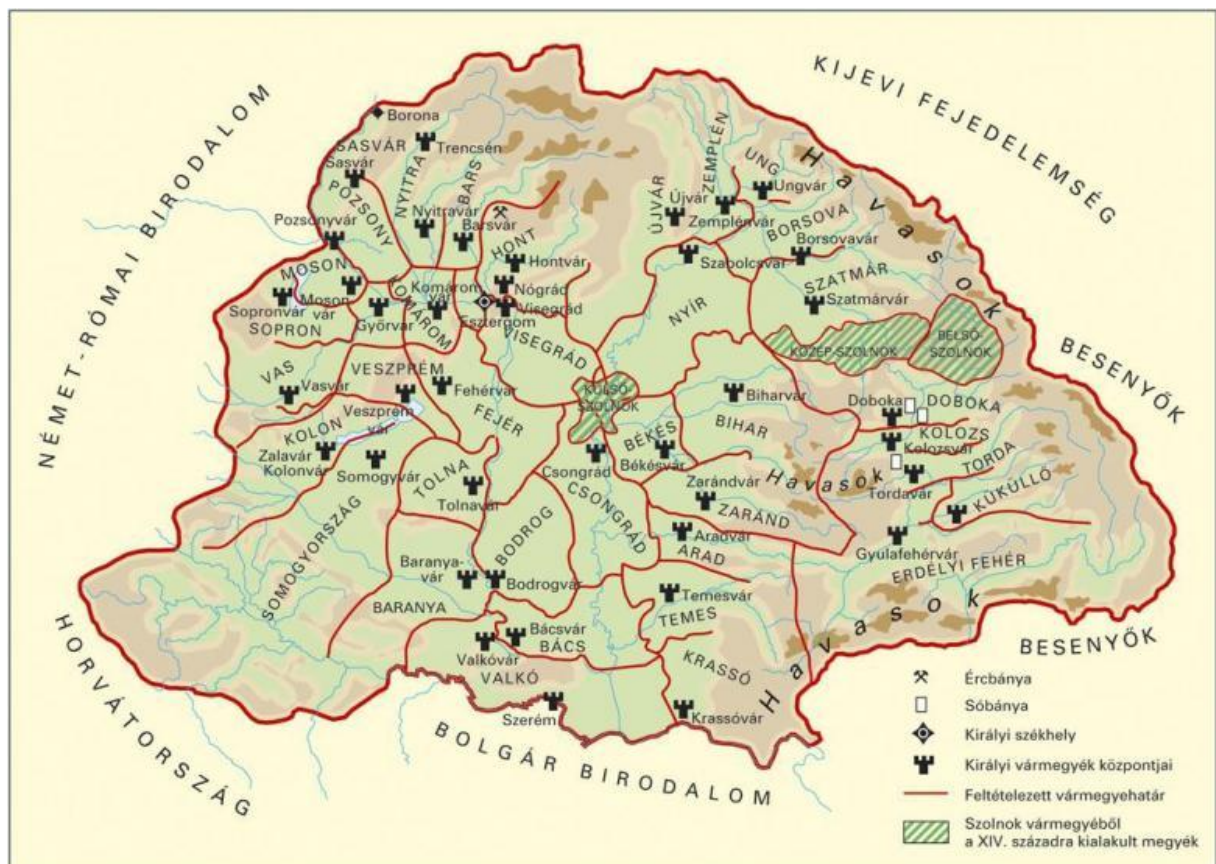 NÉMET-RÓMAI BIRODALOM
KIJEVI FEJEDELEMSÉG
BESENYŐK
BESENYŐK
BOLGÁR BIRODALOM
HORVÁTORSZÁG
Havasok
Havasok
Havasok
Borona
SASVÁR
Sasvár
Trencsén
NYITRA
BARS
POZSONY
Nyitravár
Barsvár
Pozsonyvár
HONT
Hontvár
MOSON
Moson
vár
Sopronvár
SOPRON
Győrvár
KOMÁROM
Komárom
vár
Nógrád
Visegrád
Esztergom
VISEGRÁD
ÚJVÁR
Újvár
ZEMPLÉN
Zemplénvár
UNG
Ungvár
BORSOVA
Borsovavár
Szabolcsvár
SZATMÁR
Szatmárvár
NYÍR
KÖZÉP-SZOLNOK
BELSŐ-
SZOLNOK
KÜLSŐ-
SZOLNOK
VAS
Vasvár
VESZPRÉM
Veszprém
vár
Fehérvár
FEJÉR
KOLON
Zalavár
Kolonvár
Somogyvár
SOMOGYORSZÁG
TOLNA
Tolnavár
Biharvár
BIHAR
BÉKÉS
Békésvár
Csongrád
CSONGRÁD
Doboka
DOBOKA
KOLOZS
Kolozsvár
TORDA
Tordavár
KÜKÜLLŐ
Zarándvár
ZARÁND
Aradvár
ARAD
Gyulafehérvár
ERDÉLYI FEHÉR
BODROG
Bodrogvár
Baranya-
vár
BARANYA
Temesvár
TEMES
Bácsvár
BÁCS
Valkóvár
VALKÓ
KRASSÓ
Krassóvár
Szerém
Ércbánya
Sóbánya
Királyi székhely
Királyi vármegyék központjai
Feltételezett vármegyehatár
Szolnok vármegyéből
a XIV. századra kialakult megyék